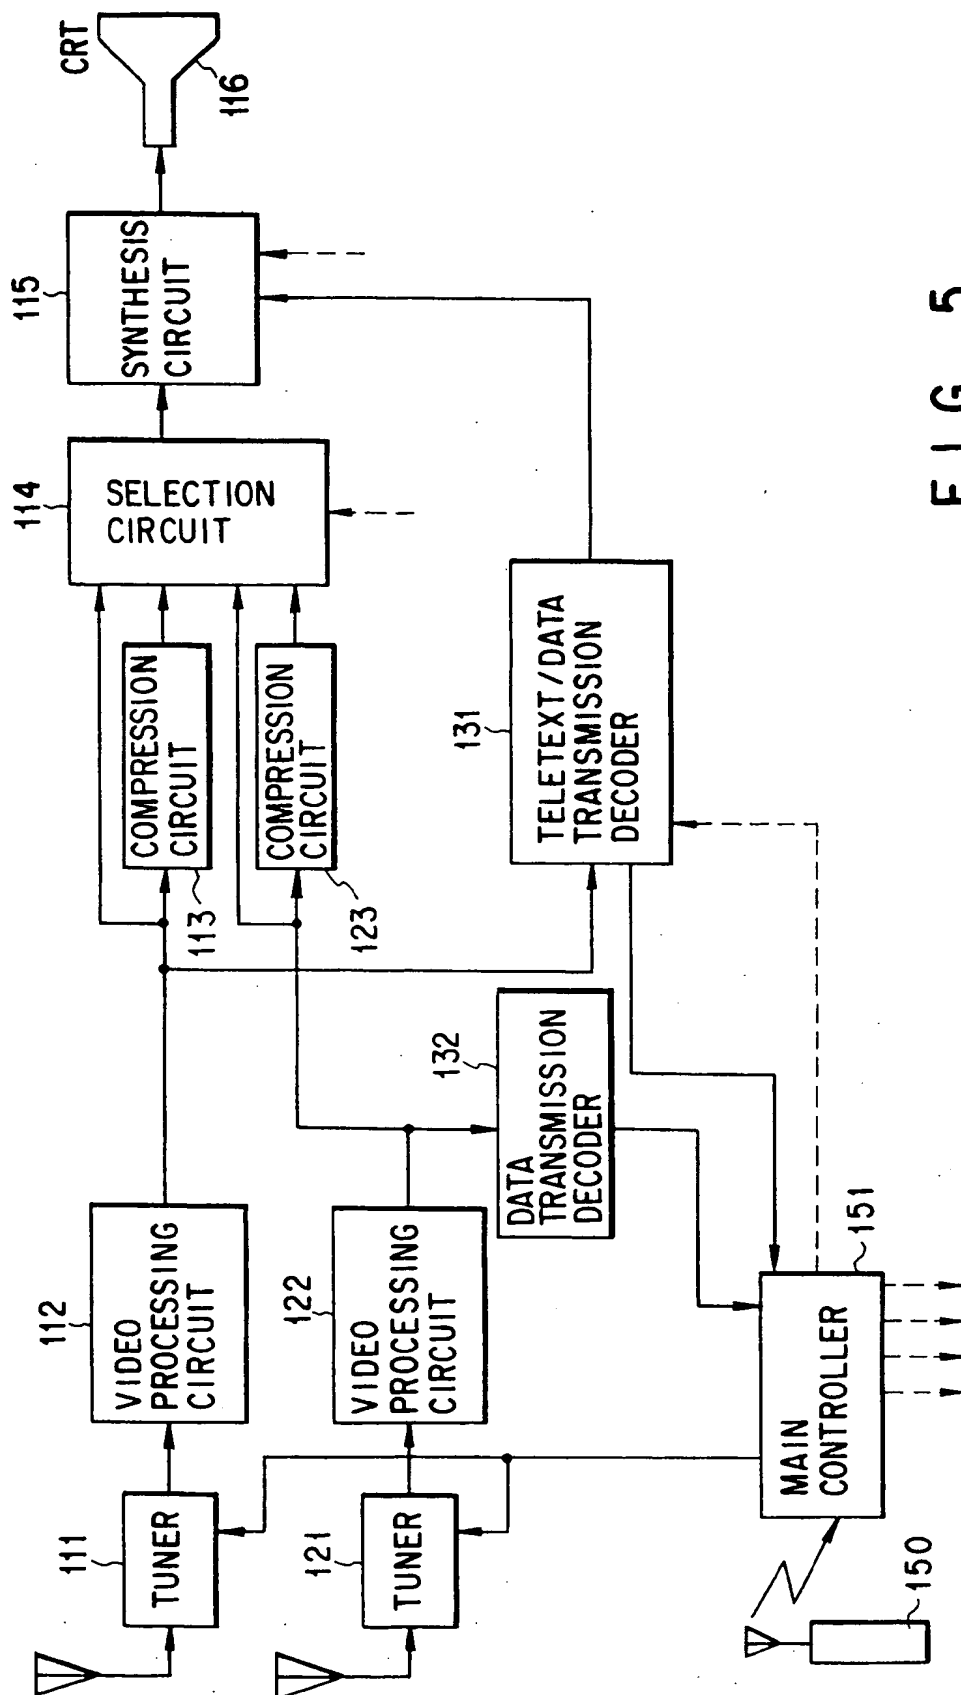 111
TUNER
112
VIDEO
PROCESSING
CIRCUIT
113
COMPRESSION
CIRCUIT
114
SELECTION
CIRCUIT
115
SYNTHESIS
CIRCUIT
CRT
116
121
TUNER
122
VIDEO
PROCESSING
CIRCUIT
123
COMPRESSION
CIRCUIT
132
DATA
TRANSMISSION
DECODER
131
TELETEXT/DATA
TRANSMISSION
DECODER
150
MAIN
CONTROLLER
151
FIG 5